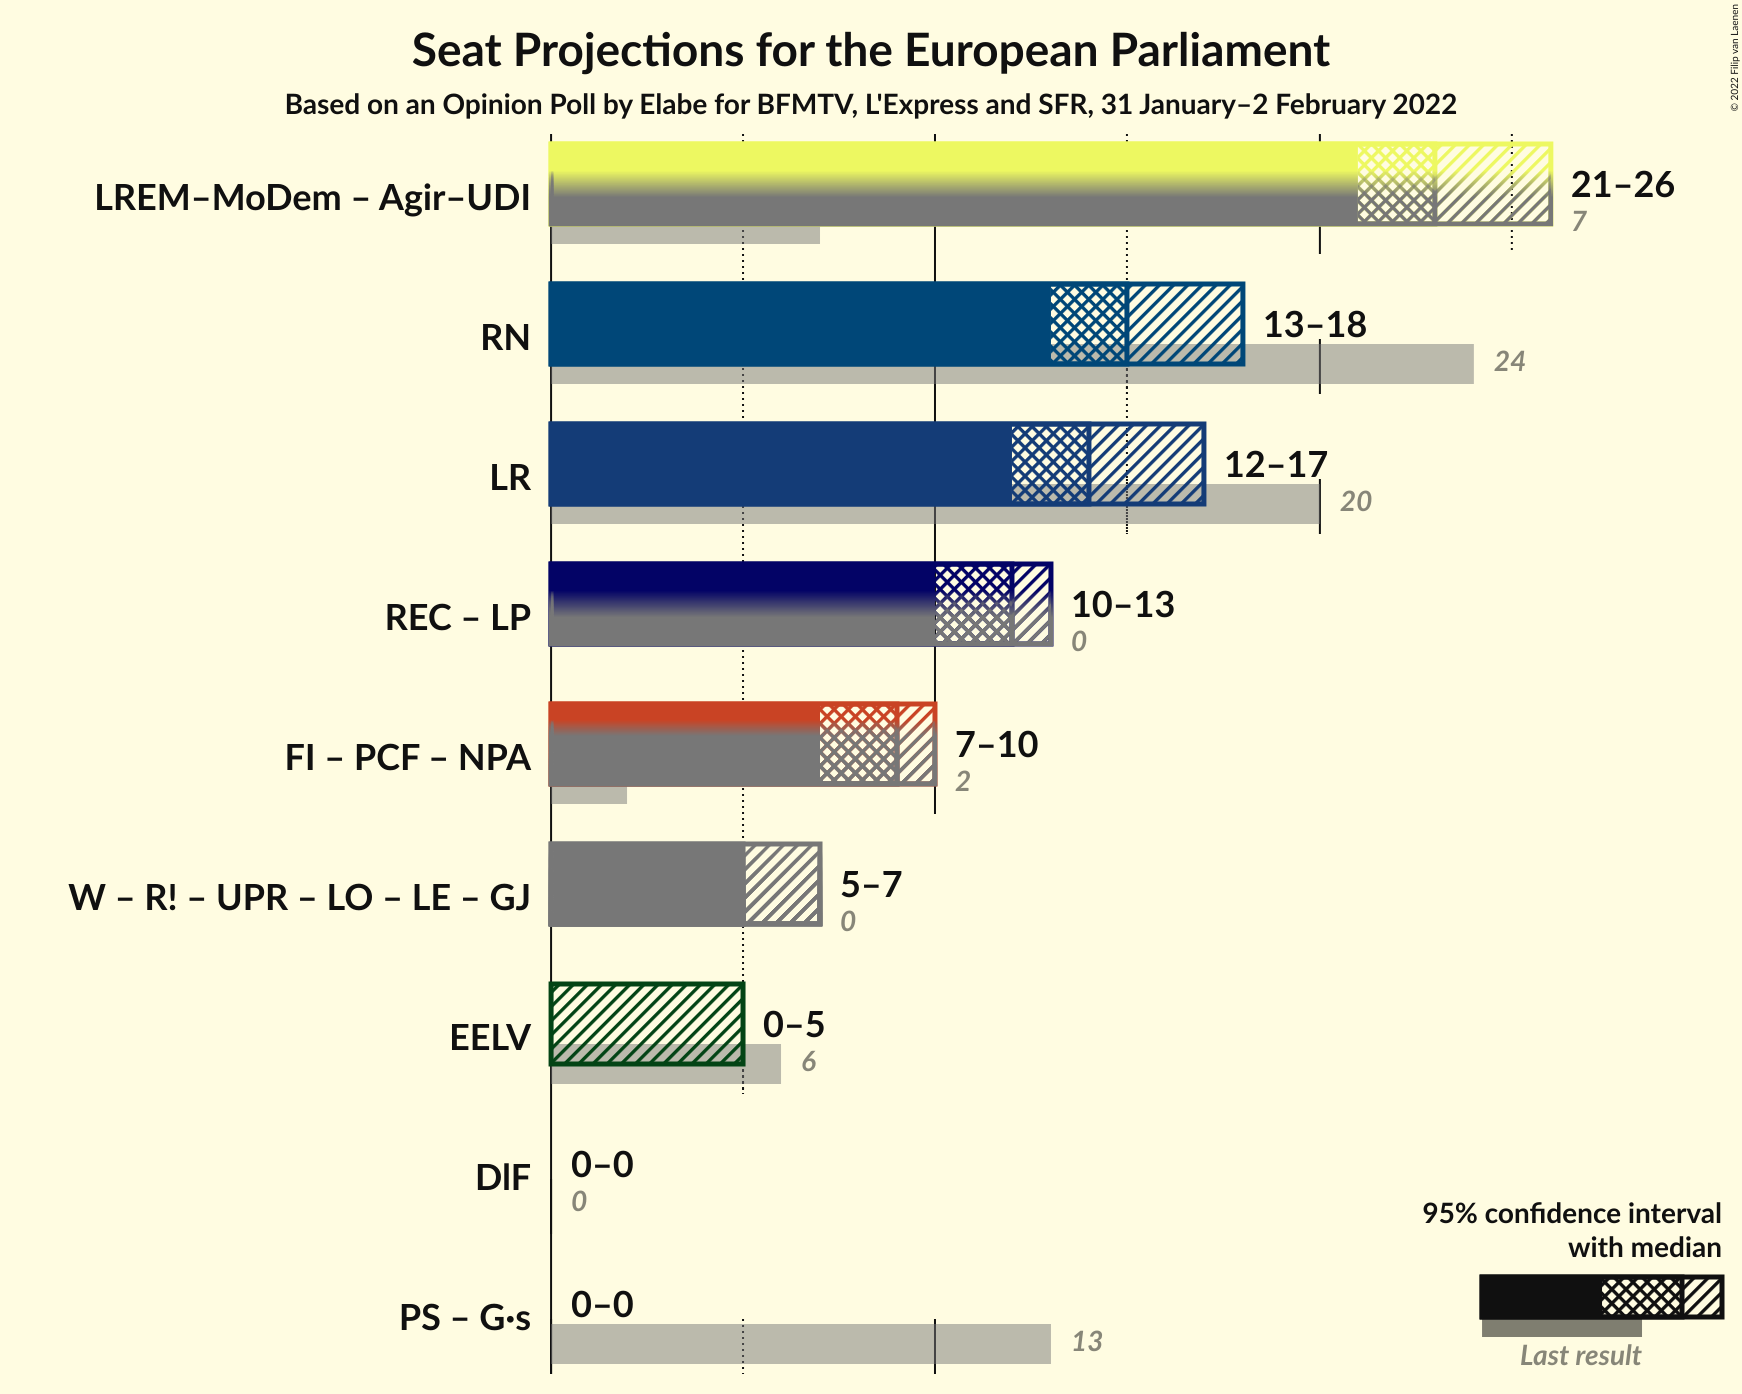 Seat Projections for the European Parliament
Based on an Opinion Poll by Elabe for BFMTV, L'Express and SFR, 31 January–2 February 2022
© 2022 Filip van Laenen
LREM–MoDem – Agir–UDI
21–26
7
RN
13–18
24
LR
12–17
20
REC – LP
10–13
0
FI – PCF – NPA
7–10
2
W – R! – UPR – LO – LE – GJ
5–7
0
EELV
0–5
6
DlF
0–0
0
PS – G·s
0–0
13
95% confidence interval
with median
Last result